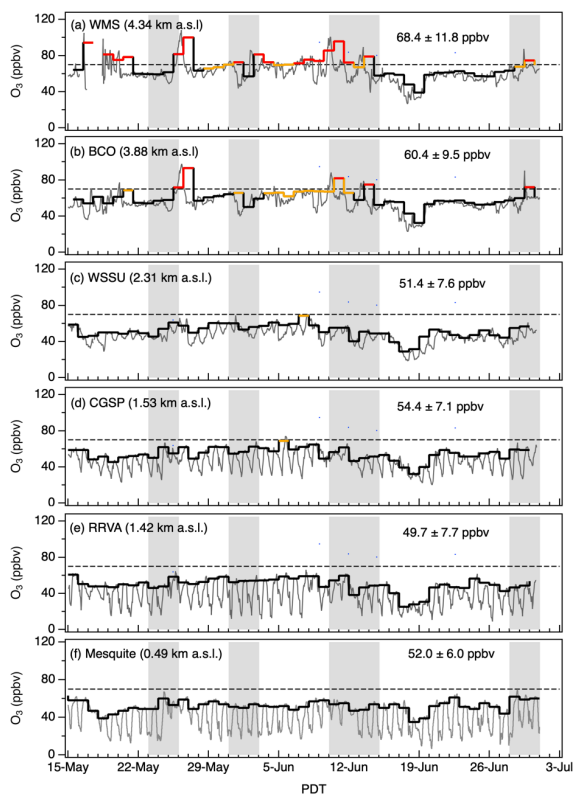 (a) WMS (4.34 km a.s.l)
68.4 ± 11.8 ppbv
120
80
40
0
O3 (ppbv)
(b) BCO (3.88 km a.s.l)
60.4 ± 9.5 ppbv
120
80
40
0
O3 (ppbv)
(c) WSSU (2.31 km a.s.l.)
51.4 ± 7.6 ppbv
120
80
40
0
O3 (ppbv)
(d) CGSP (1.53 km a.s.l.)
54.4 ± 7.1 ppbv
120
80
40
0
O3 (ppbv)
(e) RRVA (1.42 km a.s.l.)
49.7 ± 7.7 ppbv
120
80
40
0
O3 (ppbv)
(f) Mesquite (0.49 km a.s.l.)
52.0 ± 6.0 ppbv
120
80
40
0
O3 (ppbv)
15-May 22-May 29-May 5-Jun 12-Jun 19-Jun 26-Jun 3-Jul
PDT